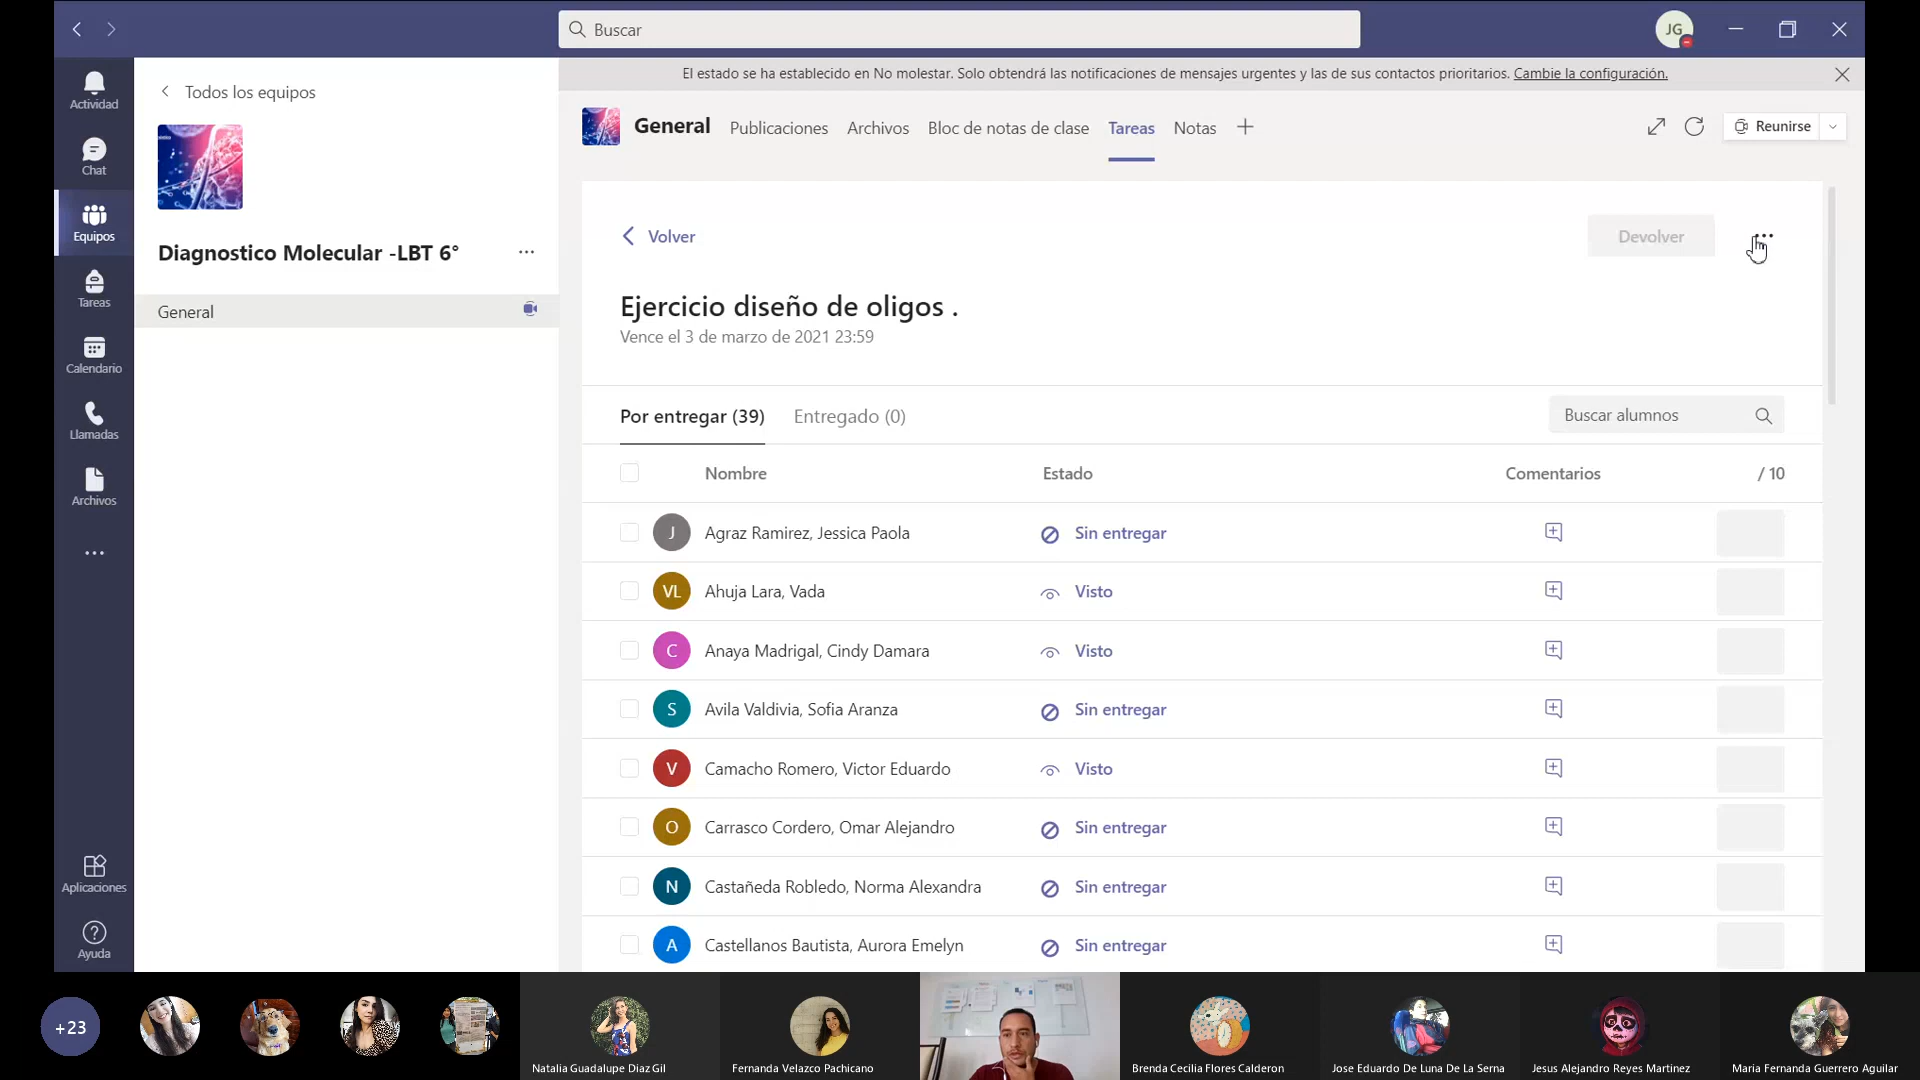 Buscar
JG
El estado se ha establecido en No molestar. Solo obtendrá las notificaciones de mensajes urgentes y las de sus contactos prioritarios. Cambie la configuración.
Actividad
Chat
Equipos
Tareas
Calendario
Llamadas
Archivos
Aplicaciones
Ayuda
Todos los equipos
Diagnostico Molecular -LBT 6°
General
General
Publicaciones
Archivos
Bloc de notas de clase
Tareas
Notas
Reunirse
Volver
Devolver
Ejercicio diseño de oligos .
Vence el 3 de marzo de 2021 23:59
Por entregar (39)
Entregado (0)
Buscar alumnos
Nombre
Estado
Comentarios
/ 10
J Agraz Ramirez, Jessica Paola Sin entregar
VL Ahuja Lara, Vada Visto
C Anaya Madrigal, Cindy Damara Visto
S Avila Valdivia, Sofia Aranza Sin entregar
V Camacho Romero, Victor Eduardo Visto
O Carrasco Cordero, Omar Alejandro Sin entregar
N Castañeda Robledo, Norma Alexandra Sin entregar
A Castellanos Bautista, Aurora Emelyn Sin entregar
+23
Natalia Guadalupe Diaz Gil
Fernanda Velazco Pachicano
Brenda Cecilia Flores Calderon
Jose Eduardo De Luna De La Serna
Jesus Alejandro Reyes Martinez
Maria Fernanda Guerrero Aguilar